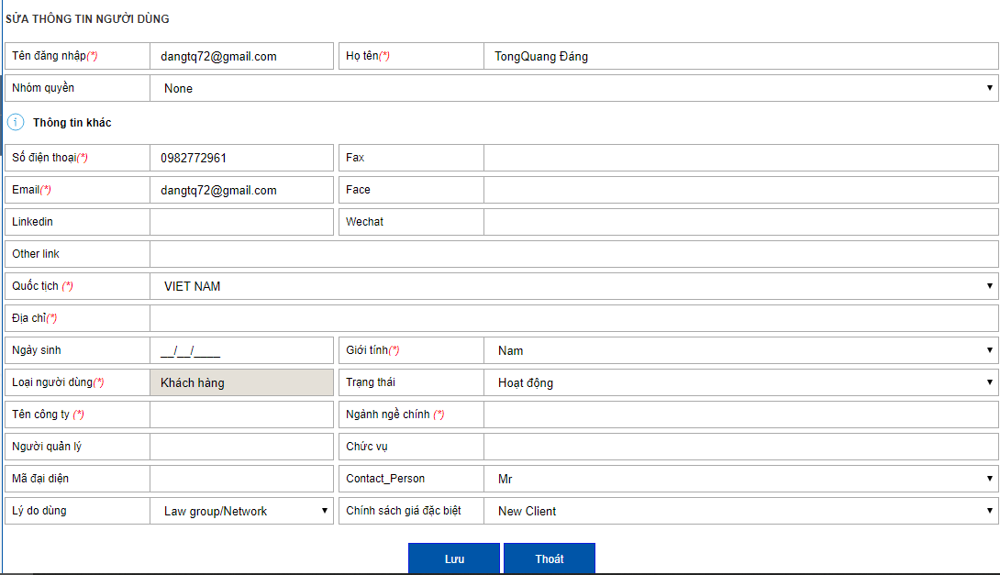 SỬA THÔNG TIN NGƯỜI DÙNG
Tên đăng nhập(*) dangtq72@gmail.com Họ tên(*) TongQuang Đáng
Nhóm quyền None
Thông tin khác
Số điện thoại(*) 0982772961 Fax
Email(*) dangtq72@gmail.com Face
Linkedin Wechat
Other link
Quốc tịch (*) VIET NAM
Địa chỉ(*)
Ngày sinh __/__/____ Giới tính(*) Nam
Loại người dùng(*) Khách hàng Trạng thái Hoạt động
Tên công ty (*) Ngành ngề chính (*)
Người quản lý Chức vụ
Mã đại diện Contact_Person Mr
Lý do dùng Law group/Network Chính sách giá đặc biệt New Client
Lưu Thoát